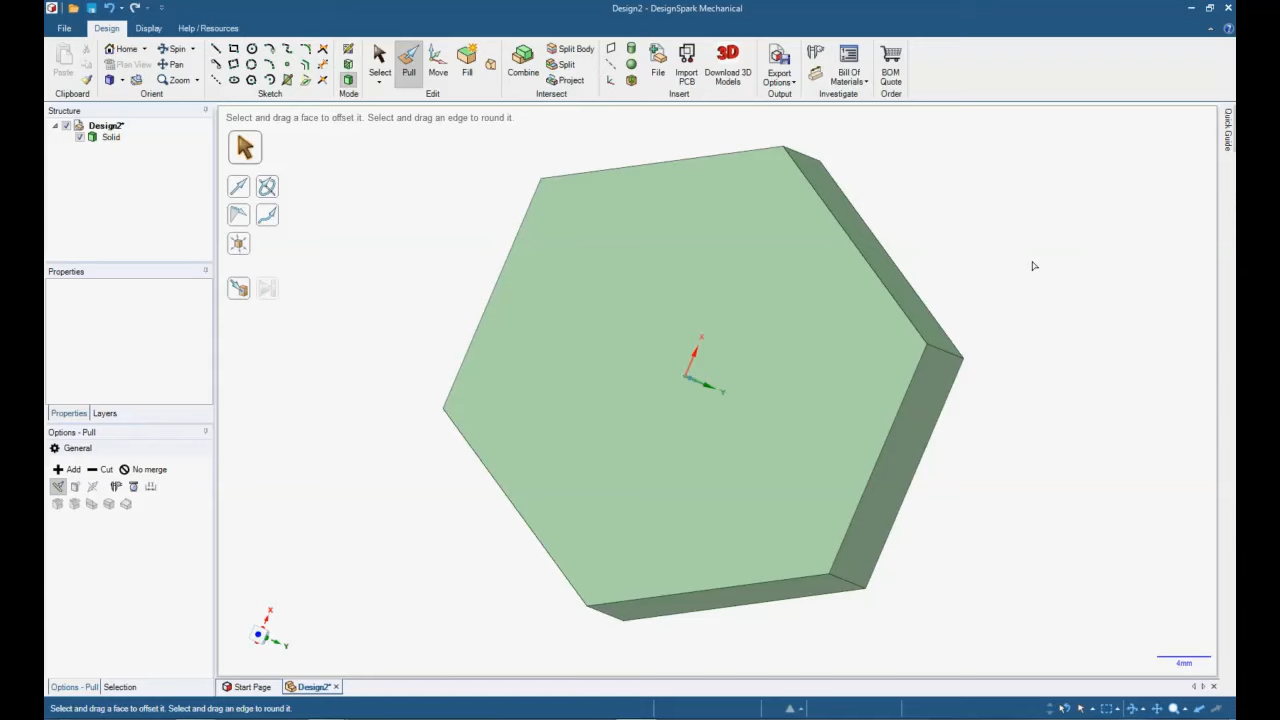 Design2 - DesignSpark Mechanical
File Design Display Help / Resources
Paste
Clipboard
Home Spin
Plan View Pan
Zoom
Orient
Sketch
Mode
Select Pull Move Fill
Edit
Combine
Split Body
Split
Project
Intersect
File
Import PCB
Download 3D Models
Insert
Export Options
Output
Bill Of Materials
Investigate
BOM Quote
Order
Structure
Design2*
Solid
Properties
Properties Layers
Options - Pull
General
Add Cut No merge
Options - Pull Selection
Select and drag a face to offset it. Select and drag an edge to round it.
Quick Guide
X
Y
X
Y
4mm
Start Page Design2*
Select and drag a face to offset it. Select and drag an edge to round it.